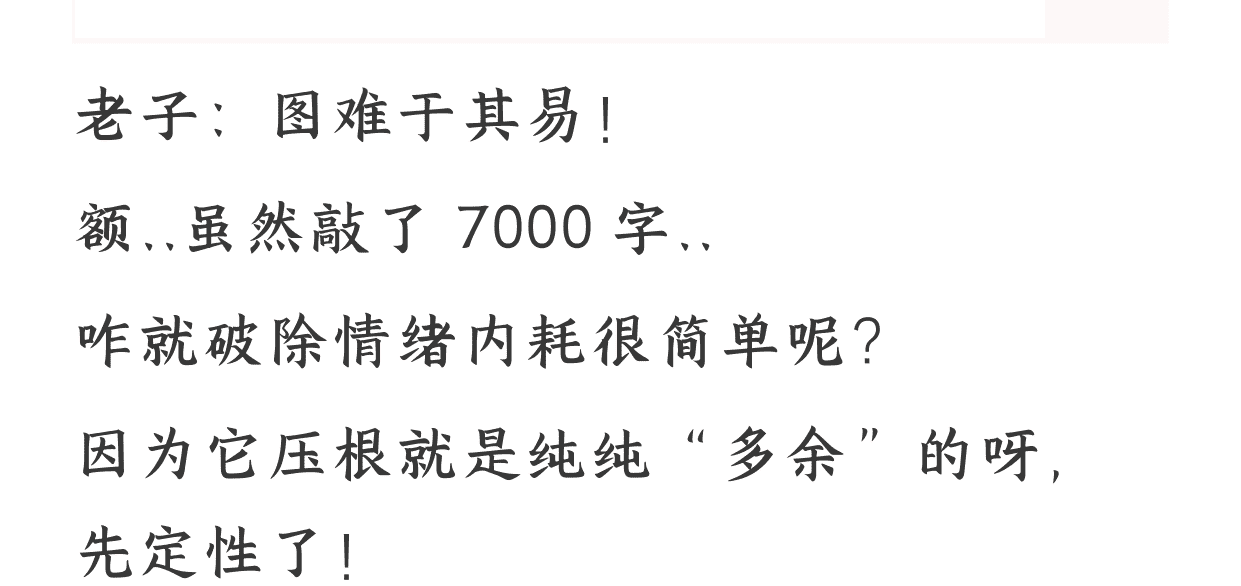 老子：图难于其易！
额..虽然敲了 7000 字..
咋就破除情绪内耗很简单呢？
因为它压根就是纯纯“多余”的呀，
先定性了！